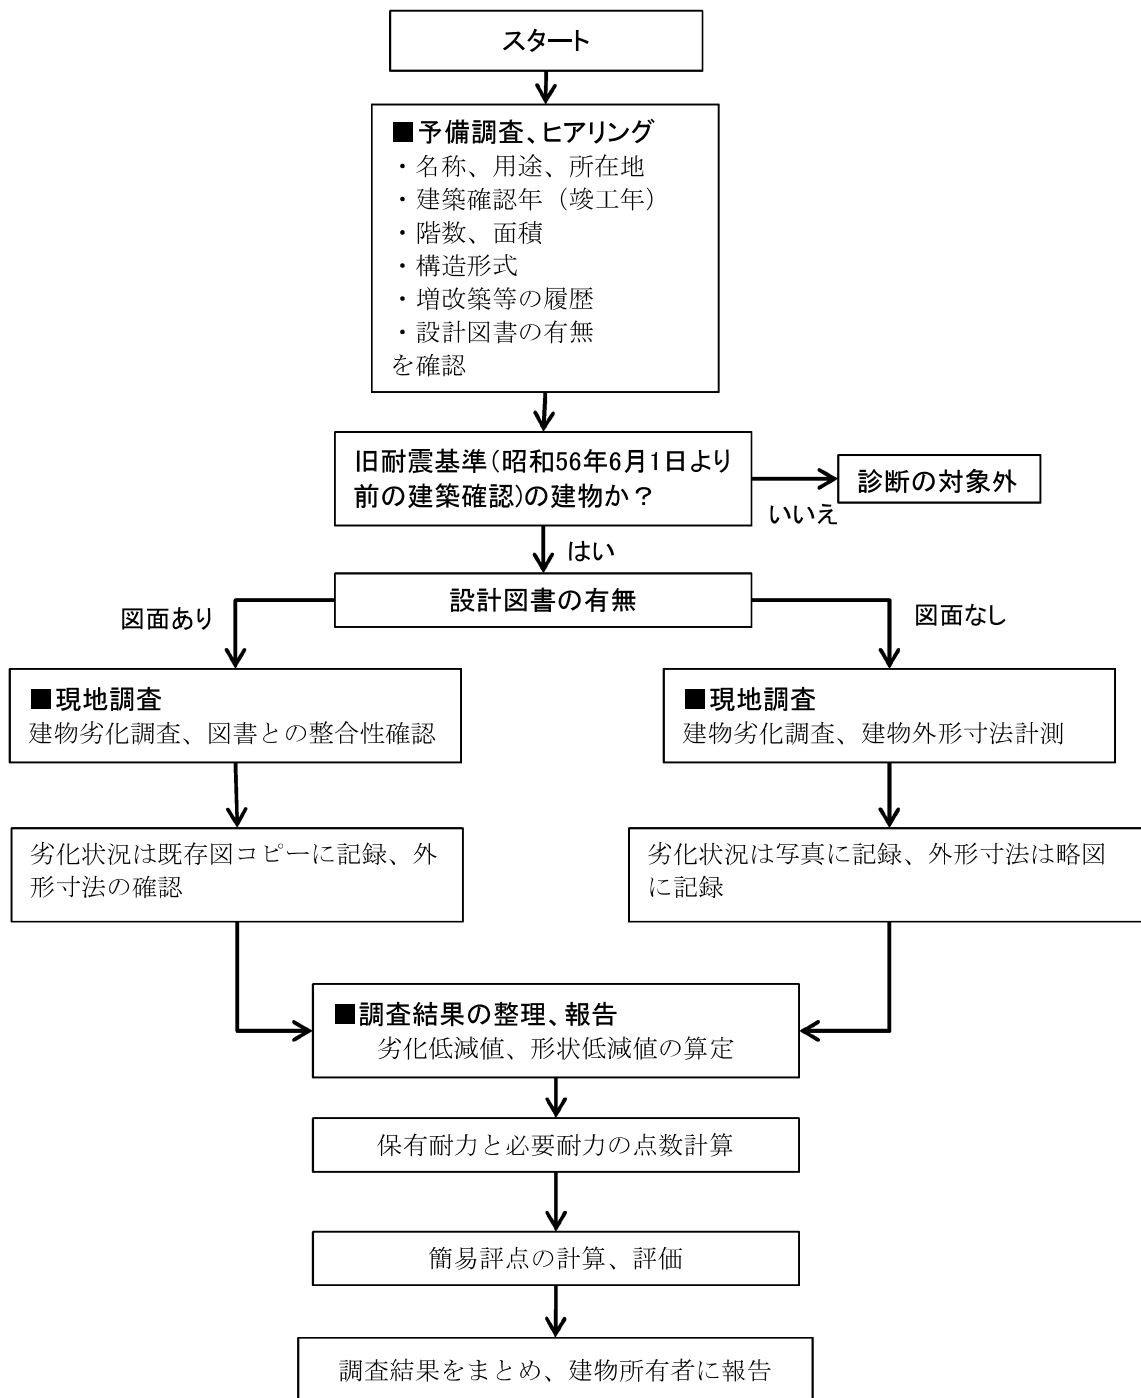 スタート
■予備調査、ヒアリング
・名称、用途、所在地
・建築確認年（竣工年）
・階数、面積
・構造形式
・増改築等の履歴
・設計図書の有無
を確認
旧耐震基準（昭和56年6月1日より
前の建築確認）の建物か？
診断の対象外
いいえ
はい
設計図書の有無
図面あり
図面なし
■現地調査
建物劣化調査、図書との整合性確認
■現地調査
建物劣化調査、建物外形寸法計測
劣化状況は既存図コピーに記録、外
形寸法の確認
劣化状況は写真に記録、外形寸法は略図
に記録
■調査結果の整理、報告
劣化低減値、形状低減値の算定
保有耐力と必要耐力の点数計算
簡易評点の計算、評価
調査結果をまとめ、建物所有者に報告